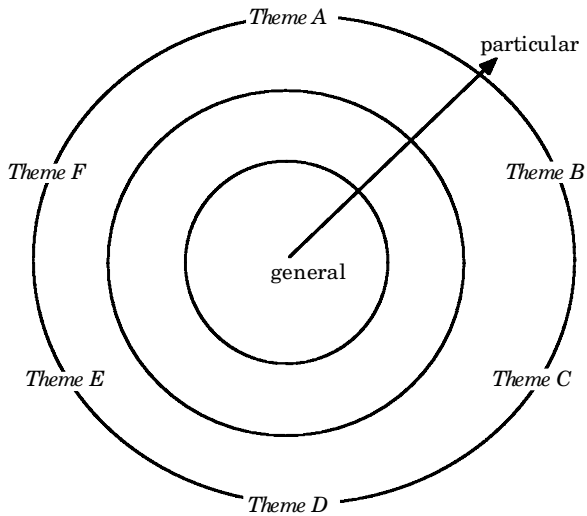 Theme A
particular
Theme F
Theme B
general
Theme E
Theme C
Theme D